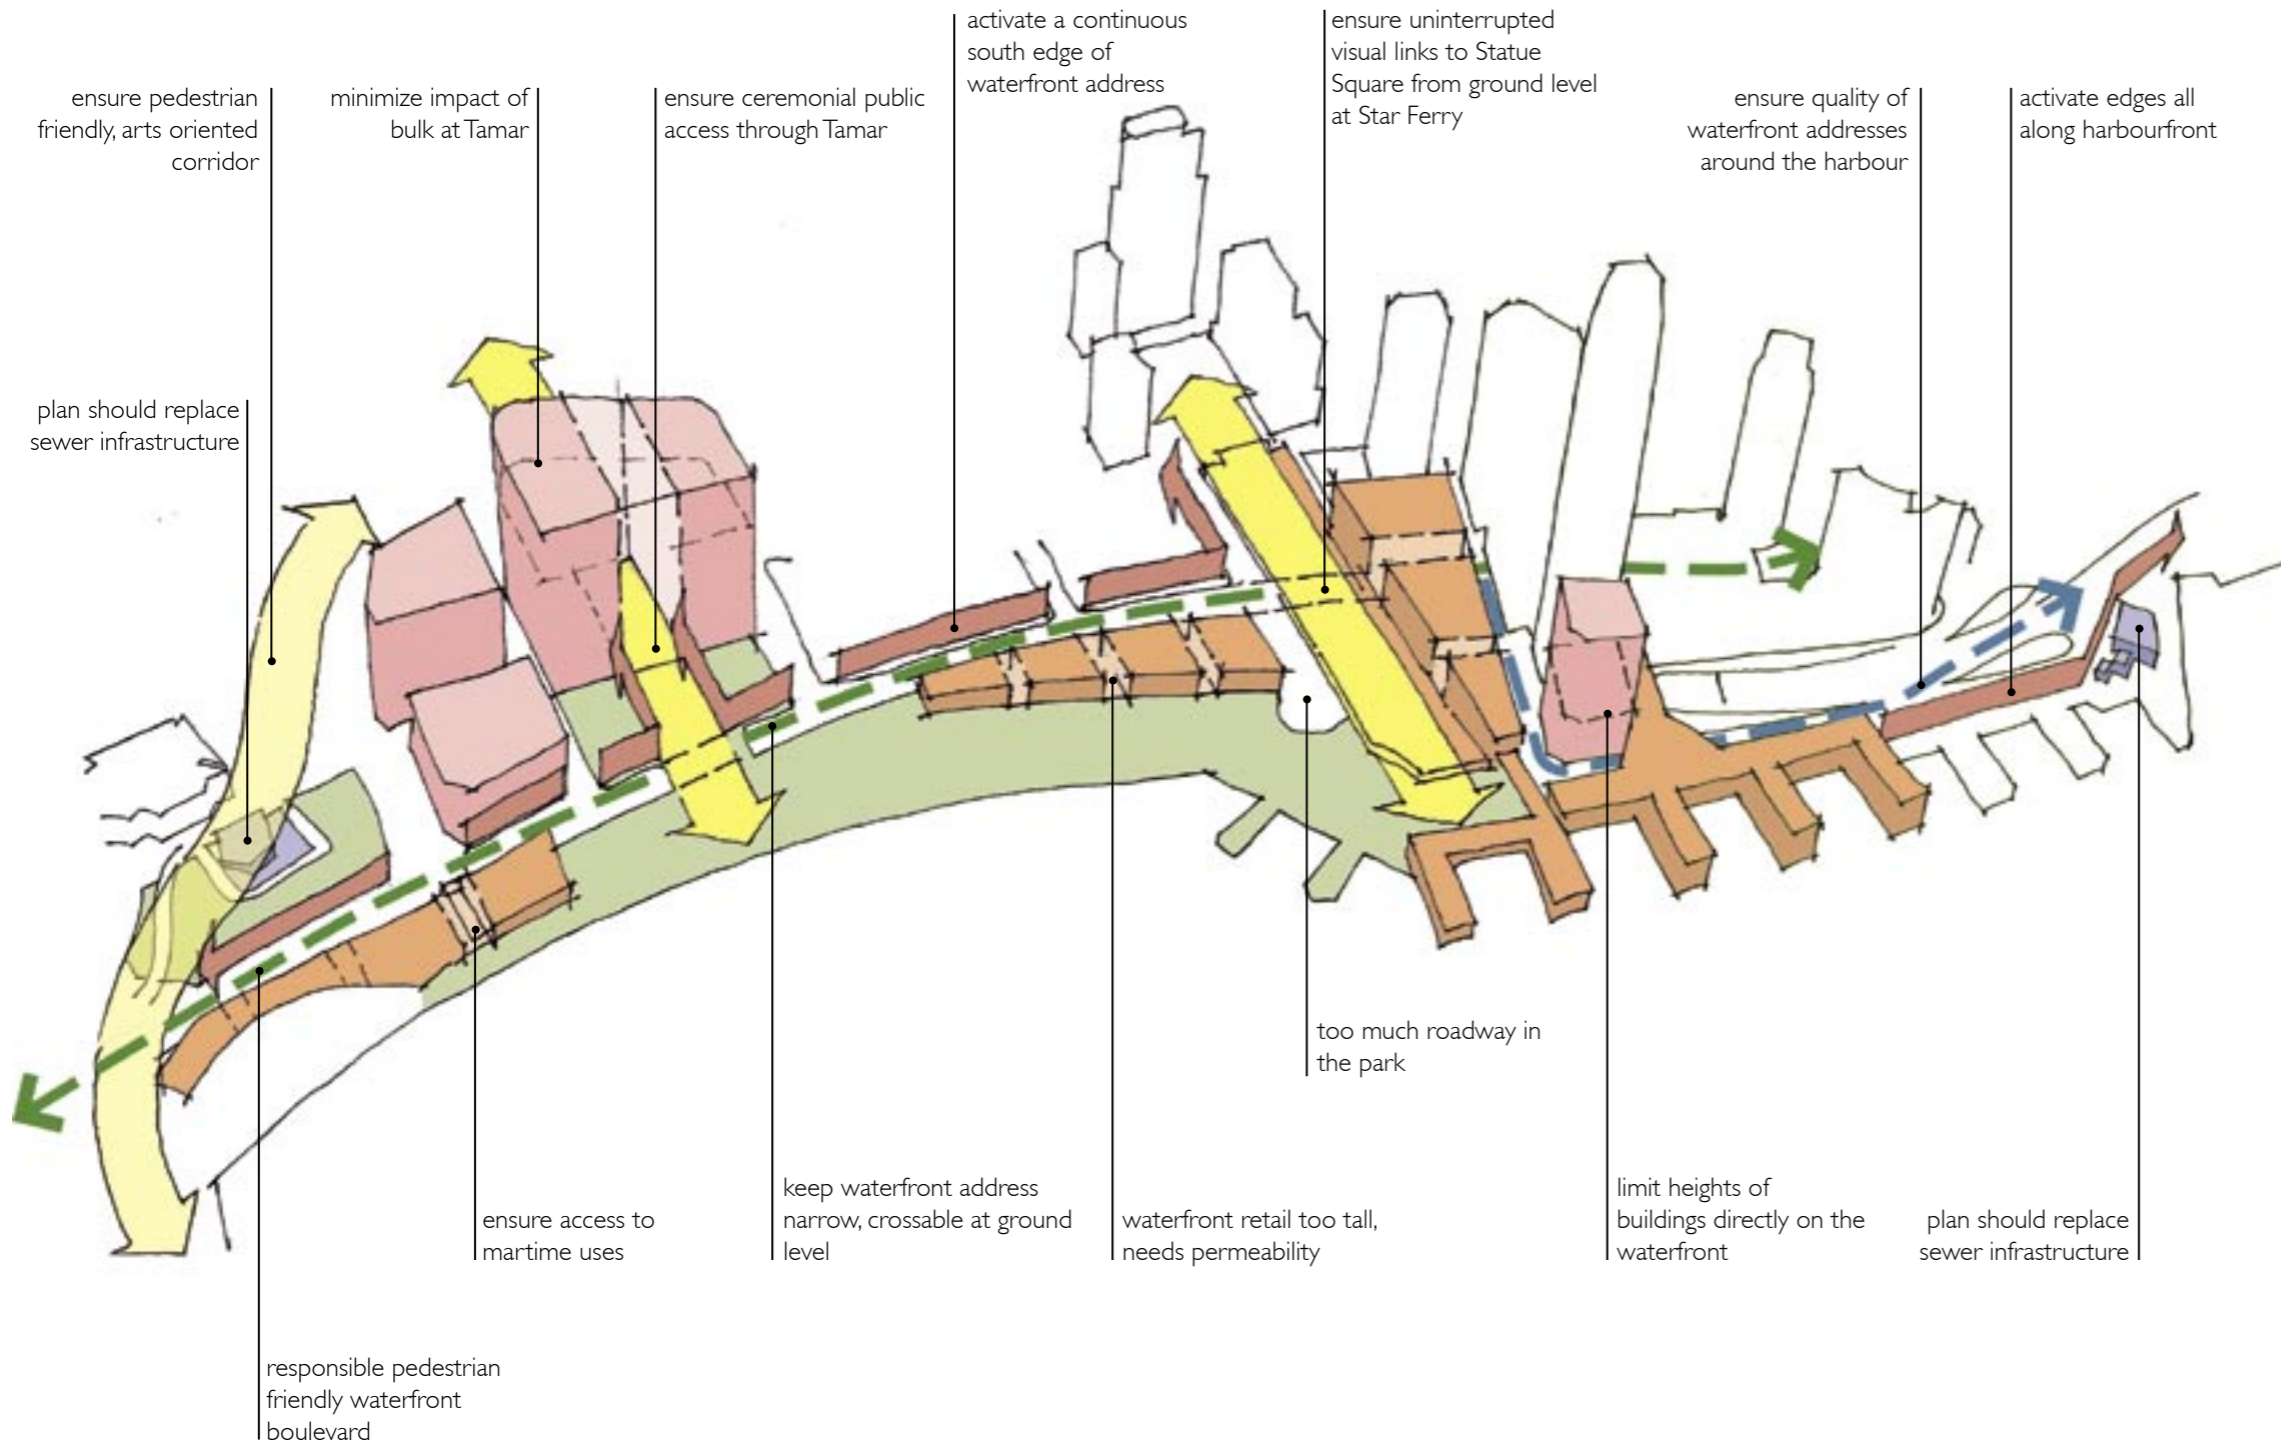 activate a continuous
south edge of
waterfront address
ensure uninterrupted
visual links to Statue
Square from ground level
at Star Ferry
ensure pedestrian
friendly, arts oriented
corridor
minimize impact of
bulk at Tamar
ensure ceremonial public
access through Tamar
ensure quality of
waterfront addresses
around the harbour
activate edges all
along harbourfront
plan should replace
sewer infrastructure
too much roadway in
the park
ensure access to
martime uses
keep waterfront address
narrow, crossable at ground
level
waterfront retail too tall,
needs permeability
limit heights of
buildings directly on the
waterfront
plan should replace
sewer infrastructure
responsible pedestrian
friendly waterfront
boulevard